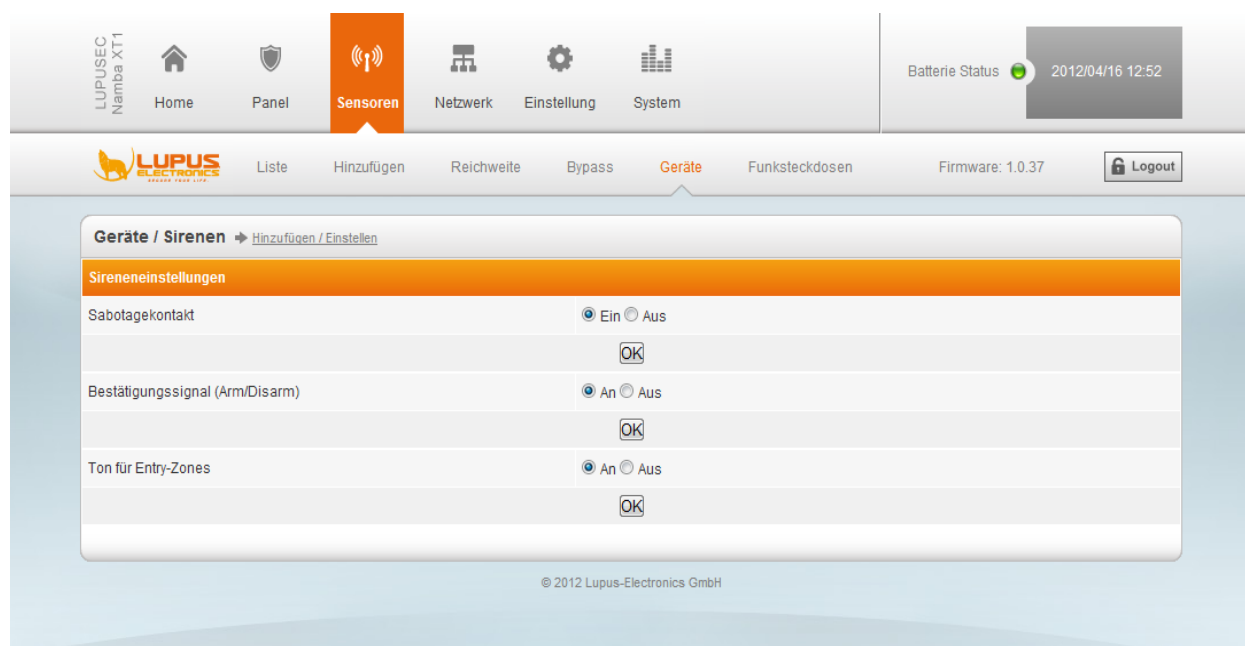 LUPUSEC
Namba XT1
Home
Panel
Sensoren
Netzwerk
Einstellung
System
Batterie Status
2012/04/16 12:52
LUPUS
ELECTRONICS
Liste
Hinzufügen
Reichweite
Bypass
Geräte
Funksteckdosen
Firmware: 1.0.37
Logout
Geräte / Sirenen Hinzufügen / Einstellen
Sireneneinstellungen
Sabotagekontakt Ein Aus
OK
Bestätigungssignal (Arm/Disarm) An Aus
OK
Ton für Entry-Zones An Aus
OK
© 2012 Lupus-Electronics GmbH